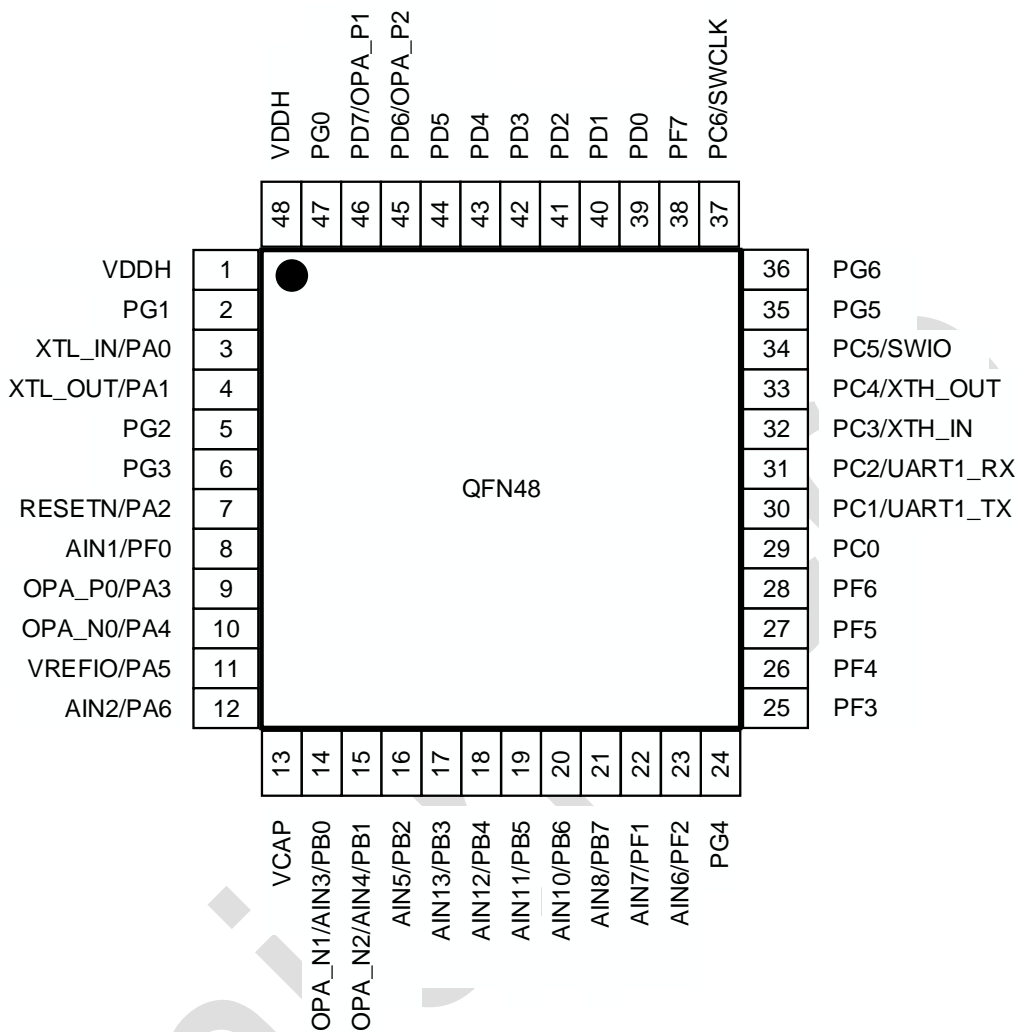 VDDH
PG0
PD7/OPA_P1
PD6/OPA_P2
PD5
PD4
PD3
PD2
PD1
PD0
PF7
PC6/SWCLK
48
47
46
45
44
43
42
41
40
39
38
37
VDDH 1
PG1 2
XTL_IN/PA0 3
XTL_OUT/PA1 4
PG2 5
PG3 6
RESETN/PA2 7
AIN1/PF0 8
OPA_P0/PA3 9
OPA_N0/PA4 10
VREFIO/PA5 11
AIN2/PA6 12
QFN48
36 PG6
35 PG5
34 PC5/SWIO
33 PC4/XTH_OUT
32 PC3/XTH_IN
31 PC2/UART1_RX
30 PC1/UART1_TX
29 PC0
28 PF6
27 PF5
26 PF4
25 PF3
13
14
15
16
17
18
19
20
21
22
23
24
VCAP
OPA_N1/AIN3/PB0
OPA_N2/AIN4/PB1
AIN5/PB2
AIN13/PB3
AIN12/PB4
AIN11/PB5
AIN10/PB6
AIN8/PB7
AIN7/PF1
AIN6/PF2
PG4